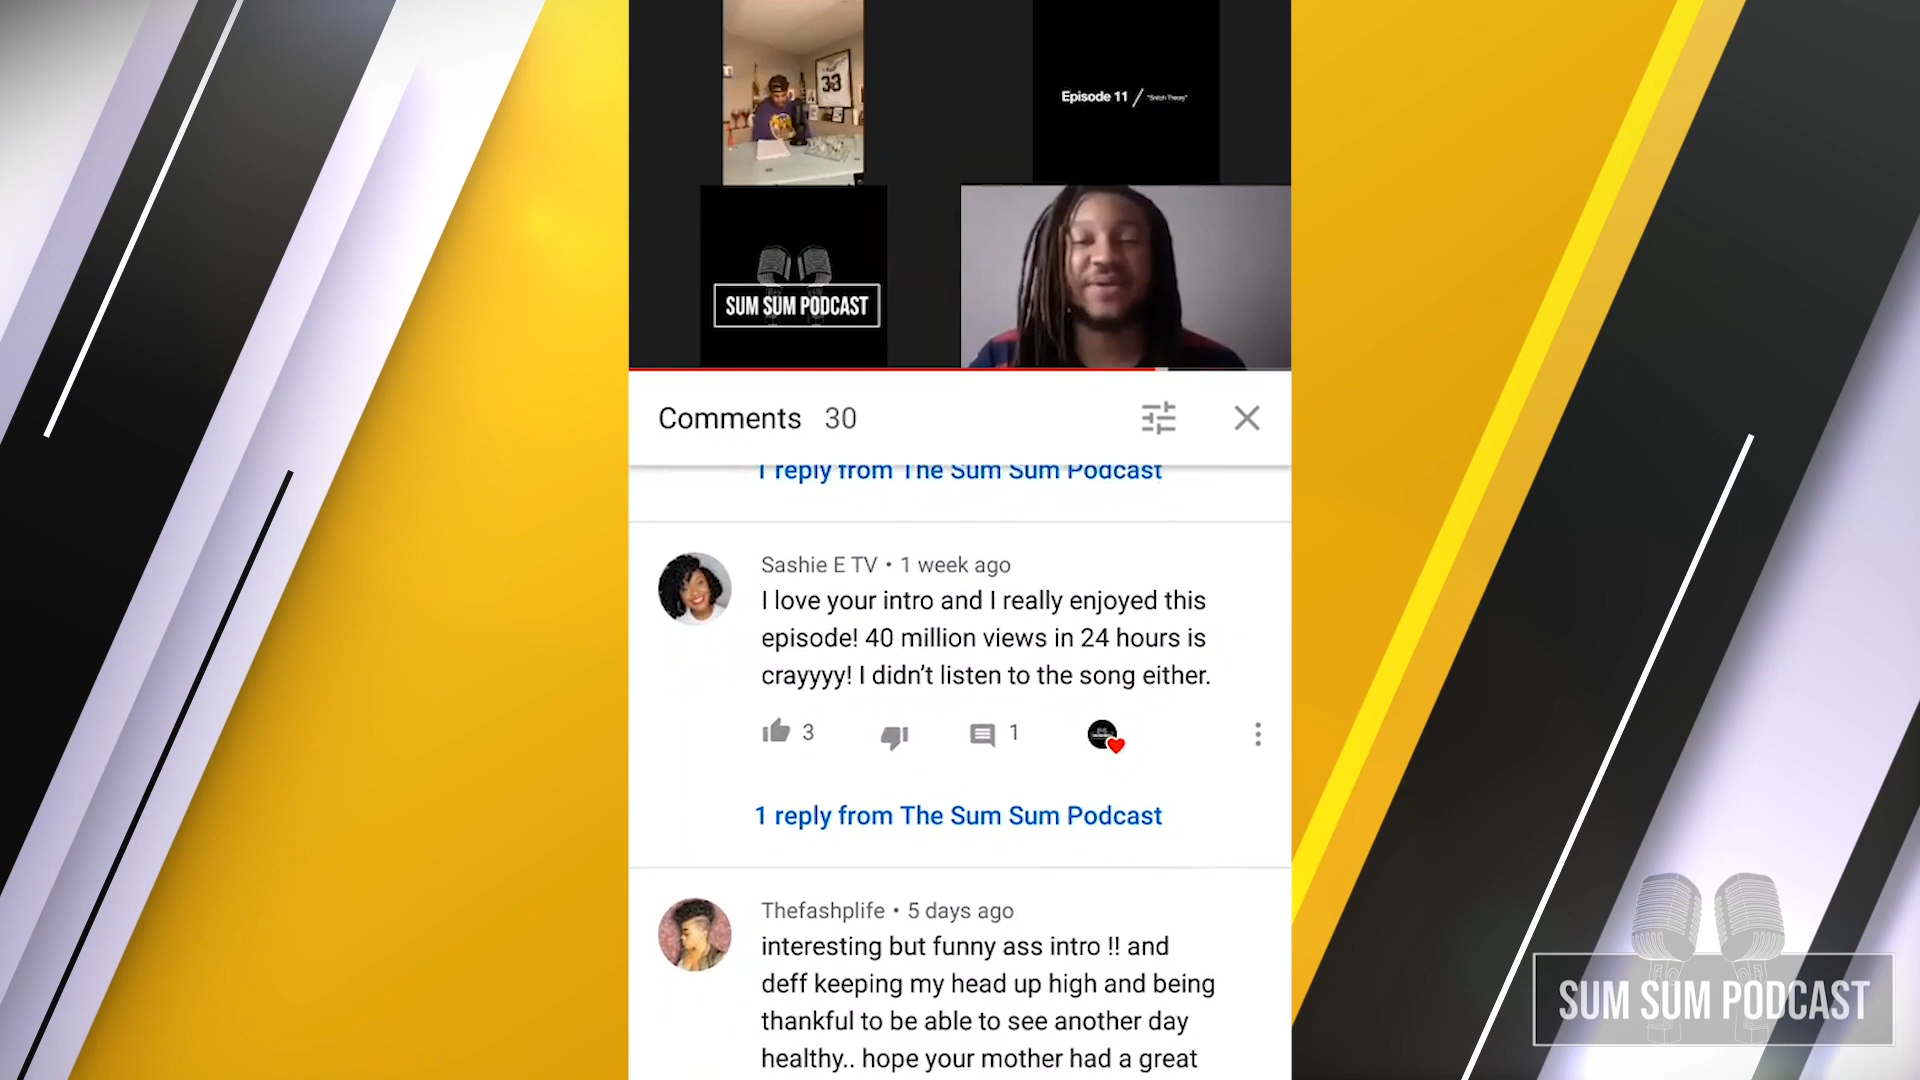 33
Episode 11 / "Snitch Theory"
SUM SUM PODCAST
Comments 30
1 reply from The Sum Sum Podcast
Sashie E TV • 1 week ago
I love your intro and I really enjoyed this
episode! 40 million views in 24 hours is
crayyyy! I didn't listen to the song either.
3
1
1 reply from The Sum Sum Podcast
Thefashplife • 5 days ago
interesting but funny ass intro !! and
deff keeping my head up high and being
thankful to be able to see another day
healthy.. hope your mother had a great
SUM SUM PODCAST